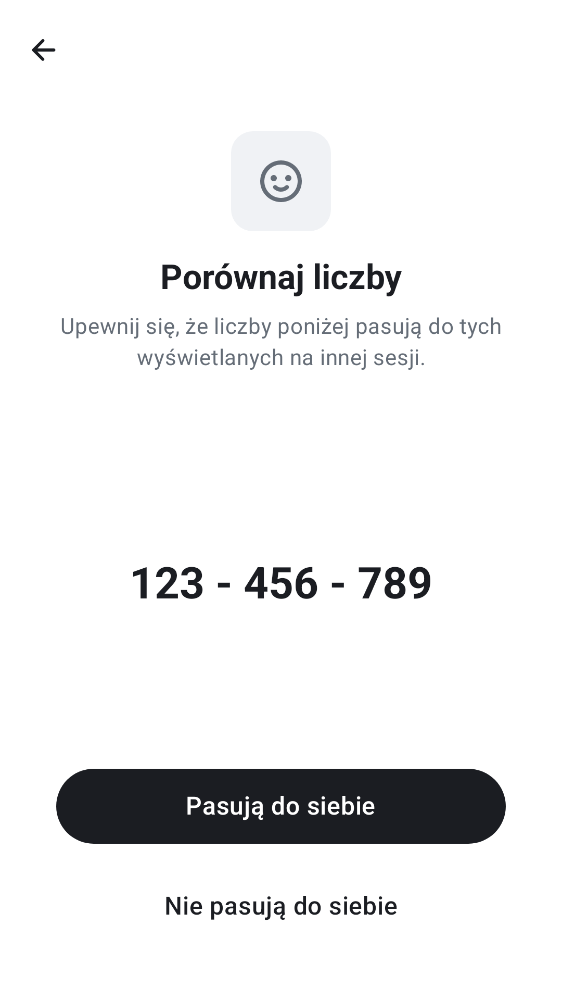 Porównaj liczby
Upewnij się, że liczby poniżej pasują do tych
wyświetlanych na innej sesji.
123 - 456 - 789
Pasują do siebie
Nie pasują do siebie